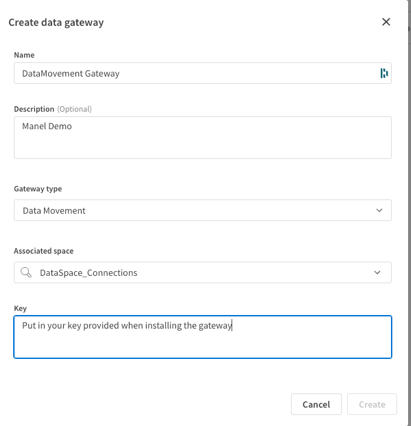 Create data gateway
Name
DataMovement Gateway
Description (Optional)
Manel Demo
Gateway type
Data Movement
Associated space
DataSpace_Connections
Key
Put in your key provided when installing the gateway
Cancel Create